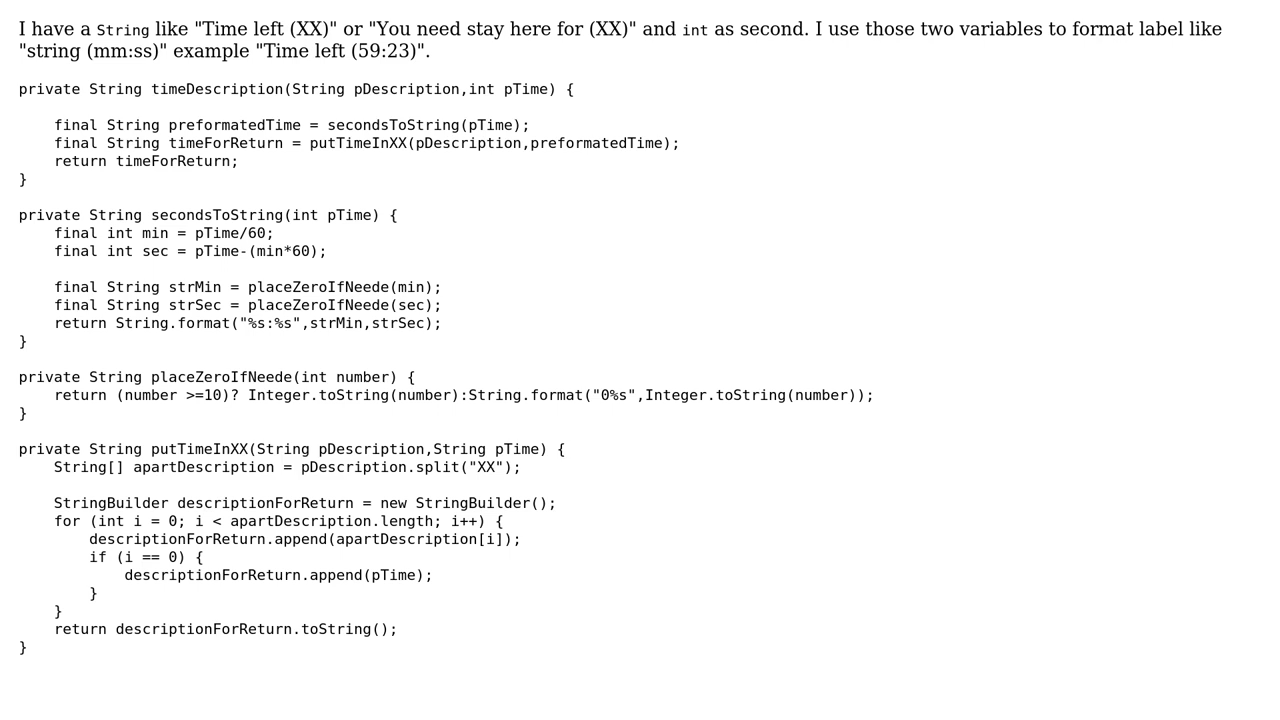 I have a String like "Time left (XX)" or "You need stay here for (XX)" and int as second. I use those two variables to format label like
"string (mm:ss)" example "Time left (59:23)".
private String timeDescription(String pDescription,int pTime) {
    final String preformatedTime = secondsToString(pTime);
    final String timeForReturn = putTimeInXX(pDescription,preformatedTime);
    return timeForReturn;
}
private String secondsToString(int pTime) {
    final int min = pTime/60;
    final int sec = pTime-(min*60);
    final String strMin = placeZeroIfNeede(min);
    final String strSec = placeZeroIfNeede(sec);
    return String.format("%s:%s",strMin,strSec);
}
private String placeZeroIfNeede(int number) {
    return (number >=10)? Integer.toString(number):String.format("0%s",Integer.toString(number));
}
private String putTimeInXX(String pDescription,String pTime) {
    String[] apartDescription = pDescription.split("XX");
    StringBuilder descriptionForReturn = new StringBuilder();
    for (int i = 0; i < apartDescription.length; i++) {
        descriptionForReturn.append(apartDescription[i]);
        if (i == 0) {
            descriptionForReturn.append(pTime);
        }
    }
    return descriptionForReturn.toString();
}